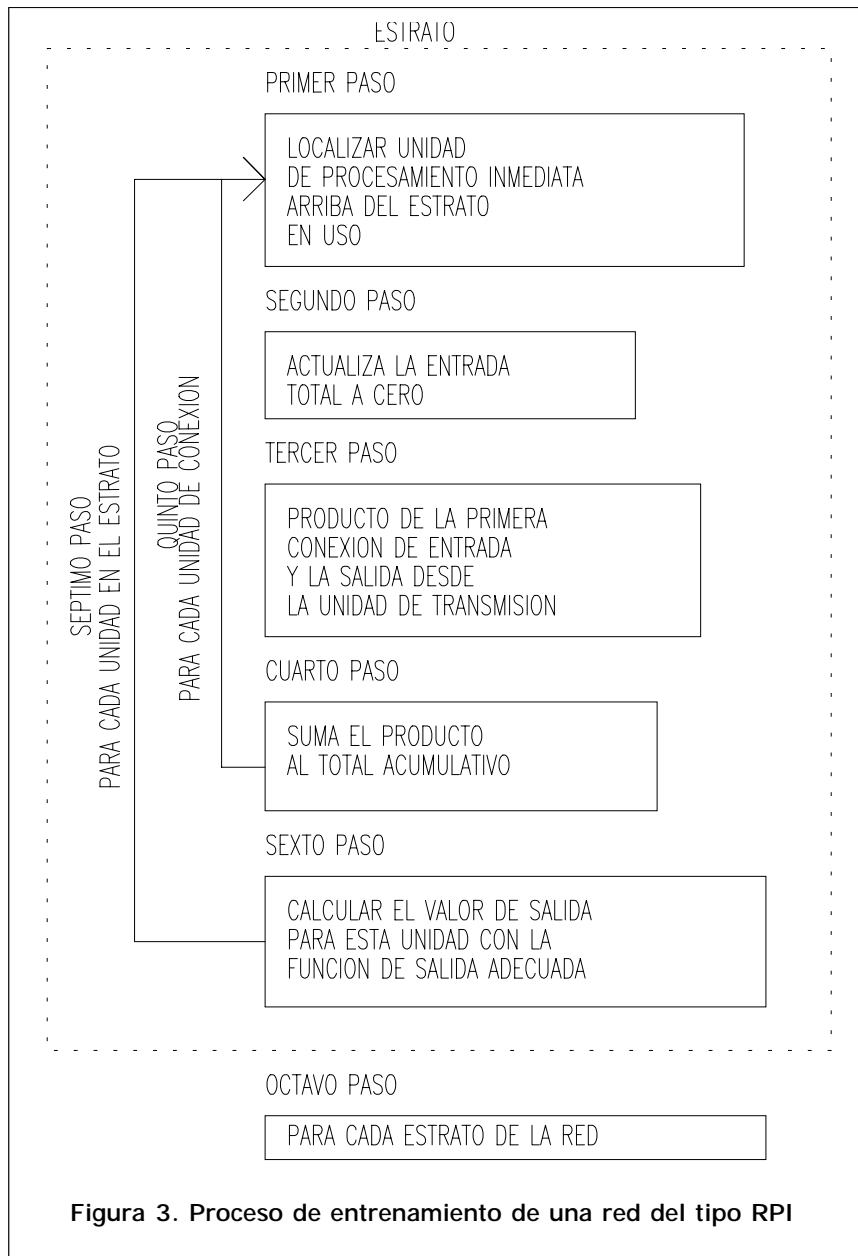 ESTRATO
PRIMER PASO
LOCALIZAR UNIDAD
DE PROCESAMIENTO INMEDIATA
ARRIBA DEL ESTRATO
EN USO
SEGUNDO PASO
ACTUALIZA LA ENTRADA
TOTAL A CERO
TERCER PASO
PRODUCTO DE LA PRIMERA
CONEXION DE ENTRADA
Y LA SALIDA DESDE
LA UNIDAD DE TRANSMISION
CUARTO PASO
SUMA EL PRODUCTO
AL TOTAL ACUMULATIVO
QUINTO PASO
PARA CADA UNIDAD DE CONEXION
SEXTO PASO
CALCULAR EL VALOR DE SALIDA
PARA ESTA UNIDAD CON LA
FUNCION DE SALIDA ADECUADA
SEPTIMO PASO
PARA CADA UNIDAD EN EL ESTRATO
OCTAVO PASO
PARA CADA ESTRATO DE LA RED
Figura 3. Proceso de entrenamiento de una red del tipo RPI